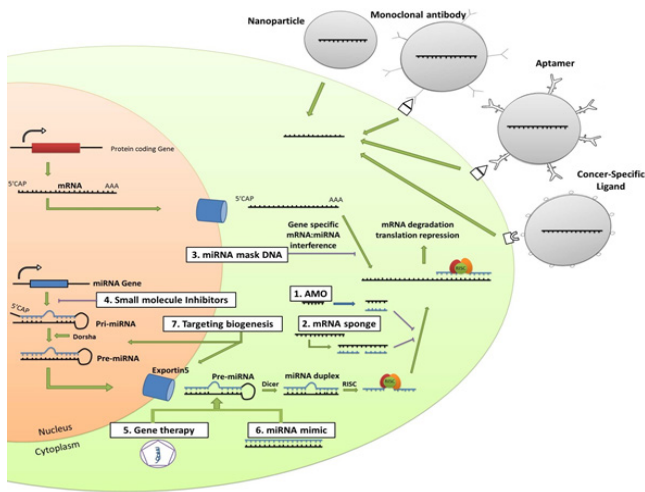 Nanoparticle
Monoclonal antibody
Aptamer
Concer-Specific
Ligand
Protein coding Gene
5'CAP
mRNA
AAA
5'CAP
AAA
Gene specific
mRNA:miRNA
interference
mRNA degradation
translation repression
3. miRNA mask DNA
RISC
miRNA Gene
4. Small molecule Inhibitors
1. AMO
5'CAP
Pri-miRNA
7. Targeting biogenesis
2. mRNA sponge
Dorsha
Pre-miRNA
Exportin5
Pre-miRNA
Dicer
miRNA duplex
RISC
Nucleus
Cytoplasm
5. Gene therapy
6. miRNA mimic